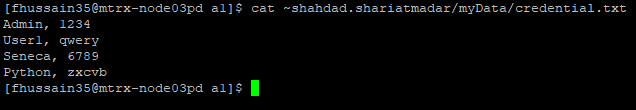 [fhussain35@mtrx-node03pd a1]$ cat ~shahdad.shariatmadar/myData/credential.txt
Admin, 1234
User1, qwery
Seneca, 6789
Python, zxcvb
[fhussain35@mtrx-node03pd a1]$